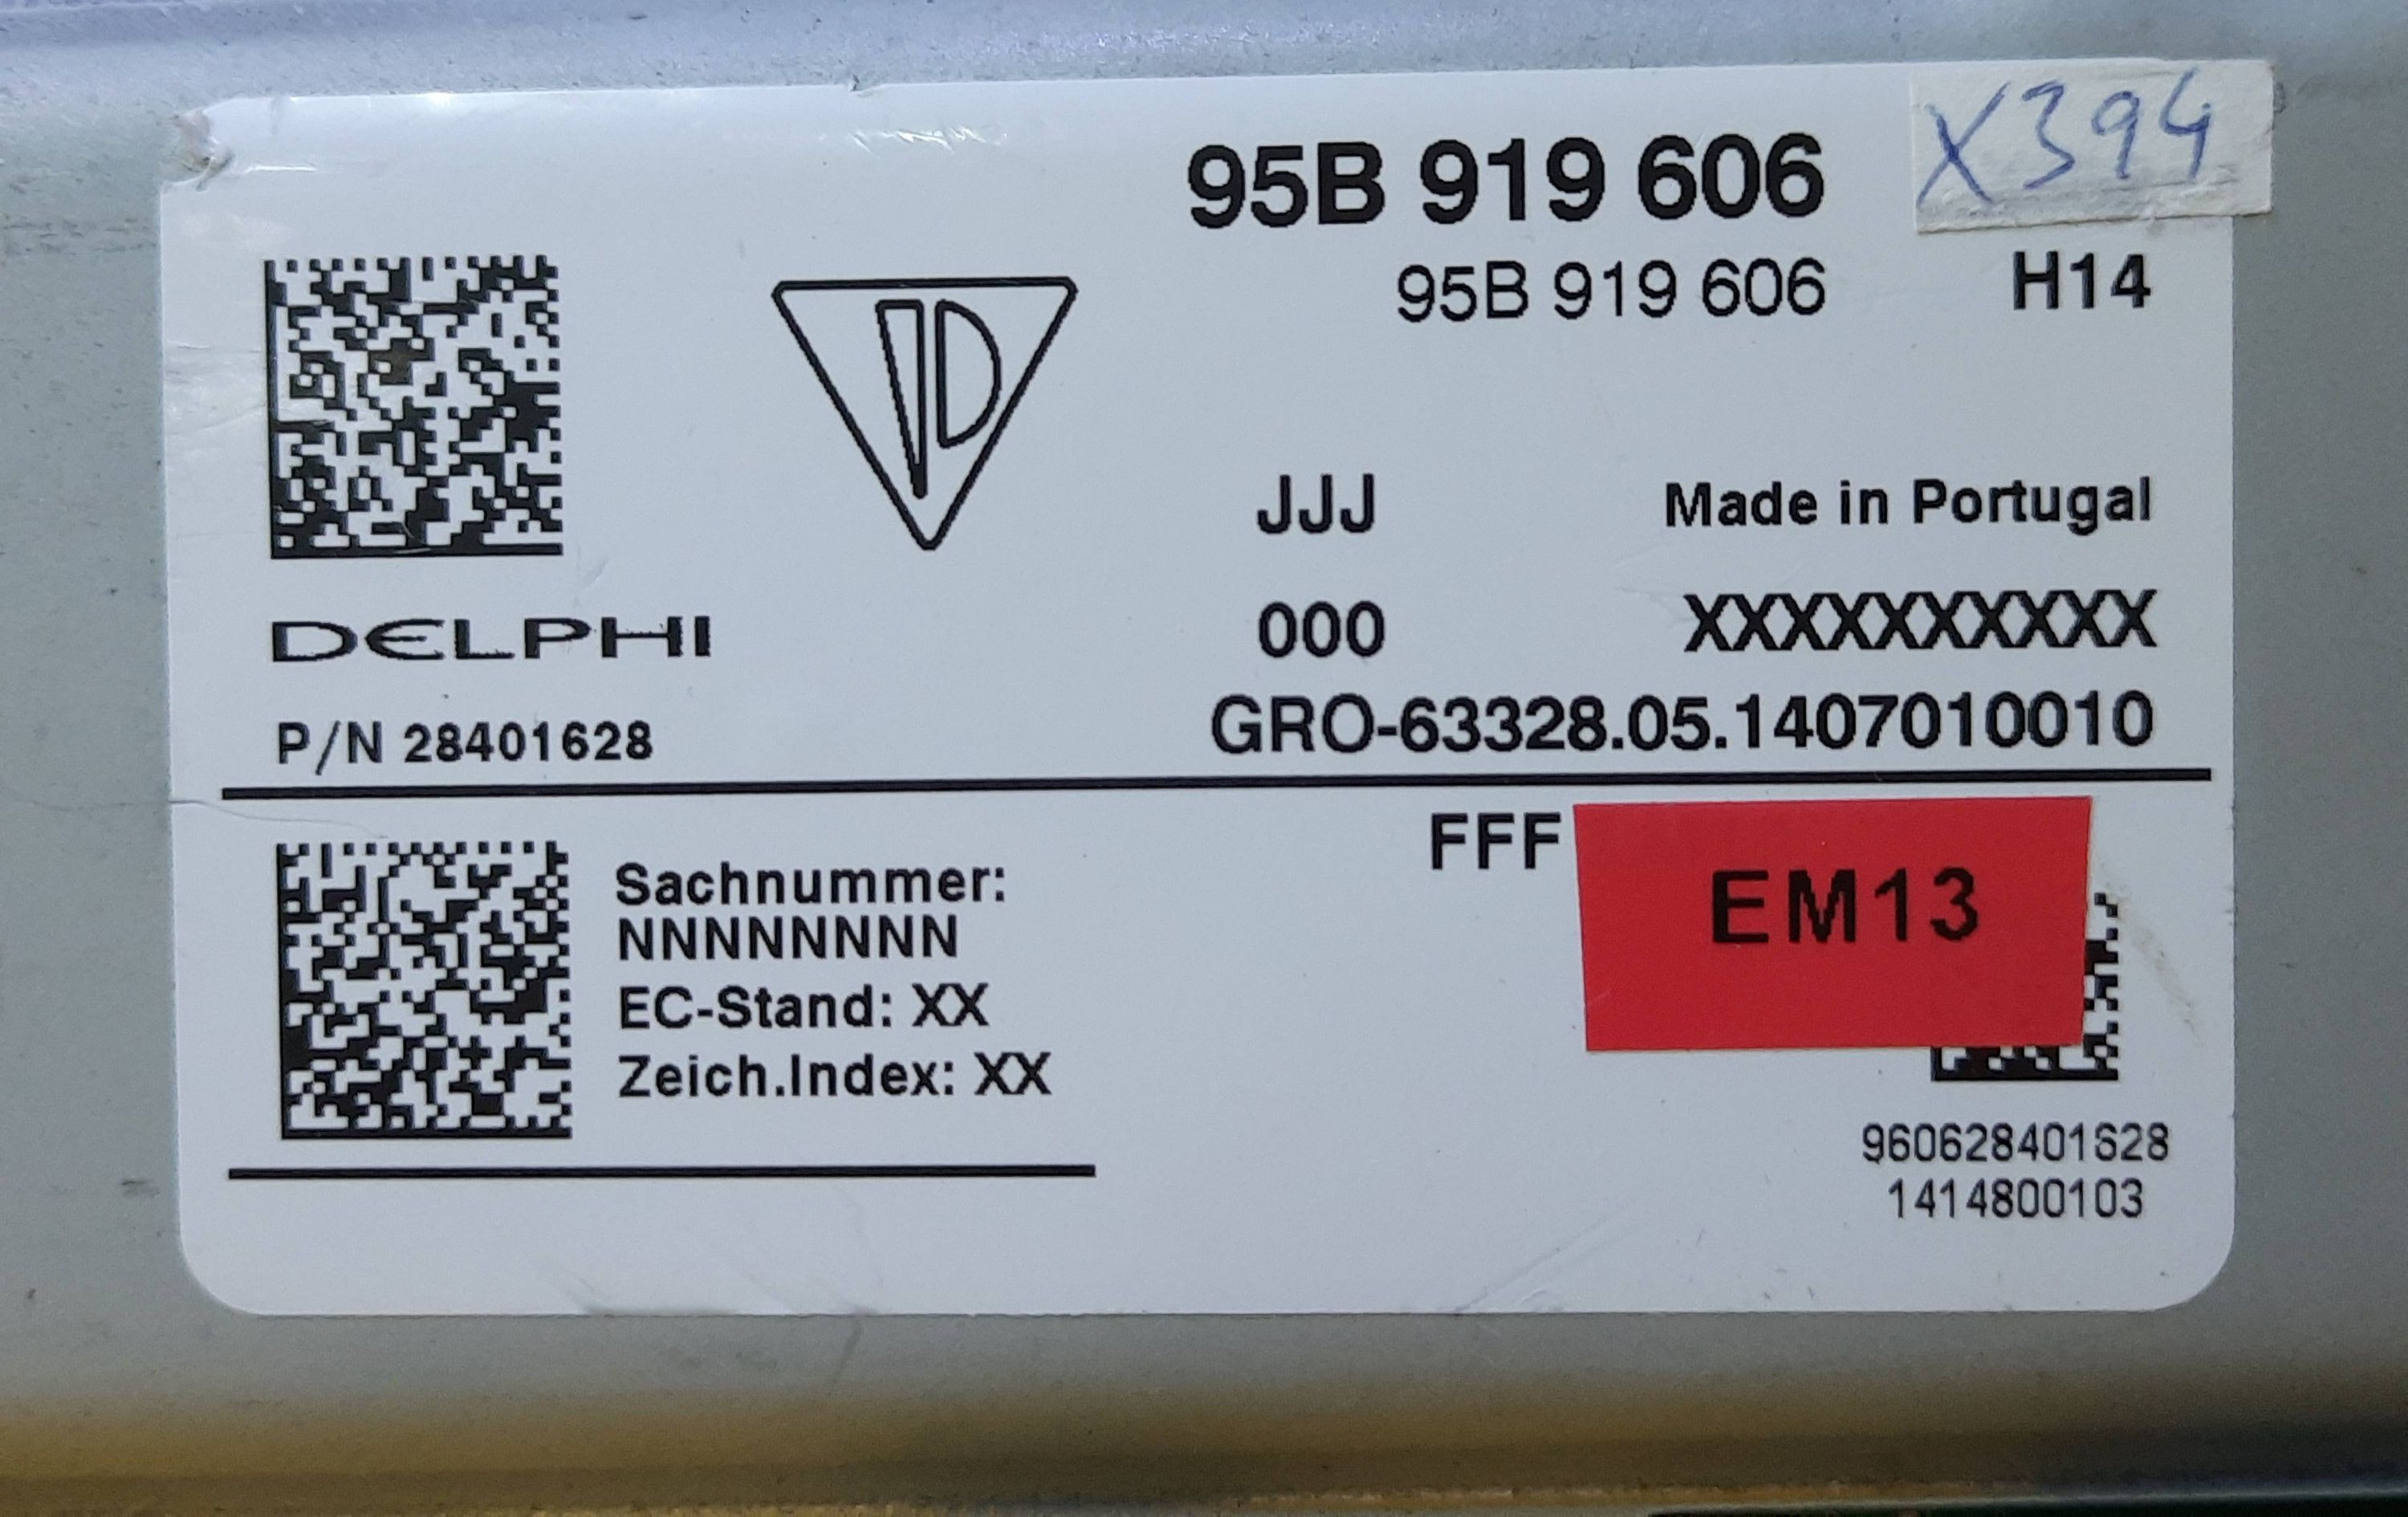 X394
95B 919 606
95B 919 606 H14
JJJ Made in Portugal
DELPHI 000 XXXXXXXXXX
P/N 28401628 GRO-63328.05.1407010010
FFF EM13
Sachnummer:
NNNNNNNN
EC-Stand: XX
Zeich.Index: XX
960628401628
1414800103